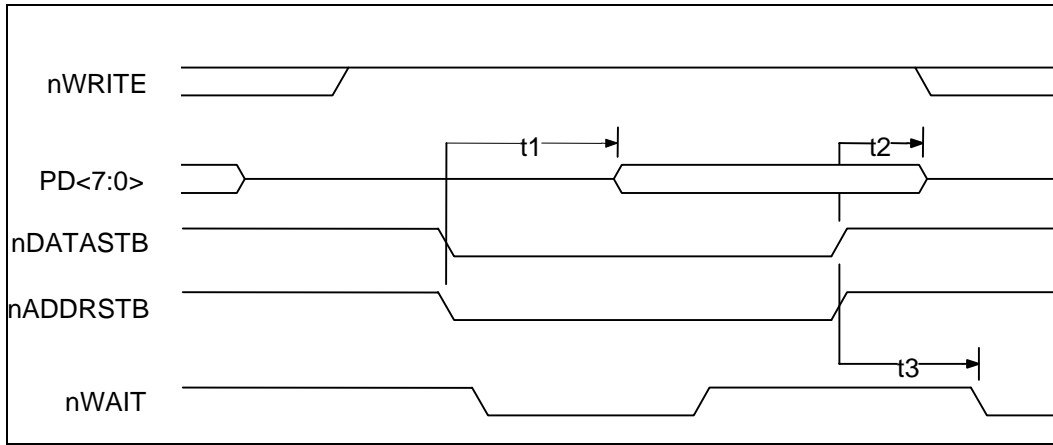 nWRITE
t1
t2
PD<7:0>
nDATASTB
nADDRSTB
t3
nWAIT